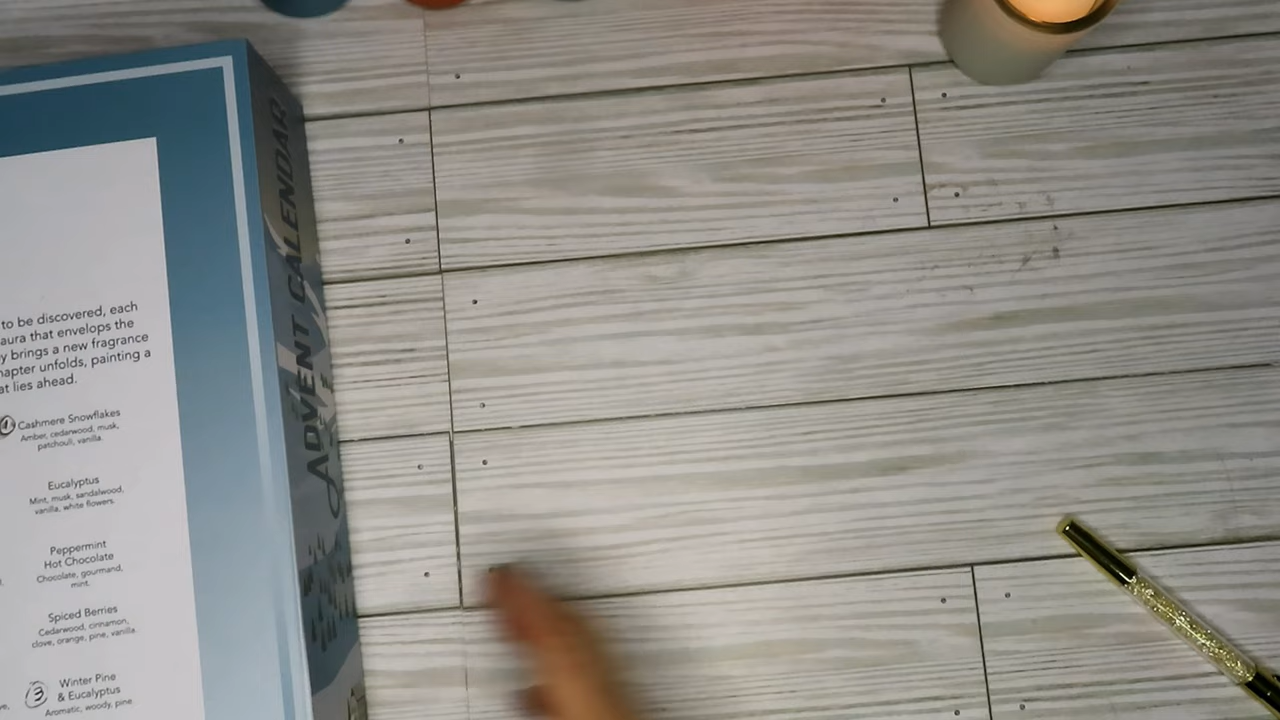 to be discovered, each
aura that envelops the
y brings a new fragrance
hapter unfolds, painting a
at lies ahead.
1
Cashmere Snowflakes
Amber, cedarwood, musk,
patchouli, vanilla.
Eucalyptus
Mint, musk, sandalwood,
vanilla, white flowers.
Peppermint
Hot Chocolate
Chocolate, gourmand,
mint.
Spiced Berries
Cedarwood, cinnamon,
clove, orange, pine, vanilla.
3
Winter Pine
& Eucalyptus
Aromatic, woody, pine
ADVENT CALENDAR